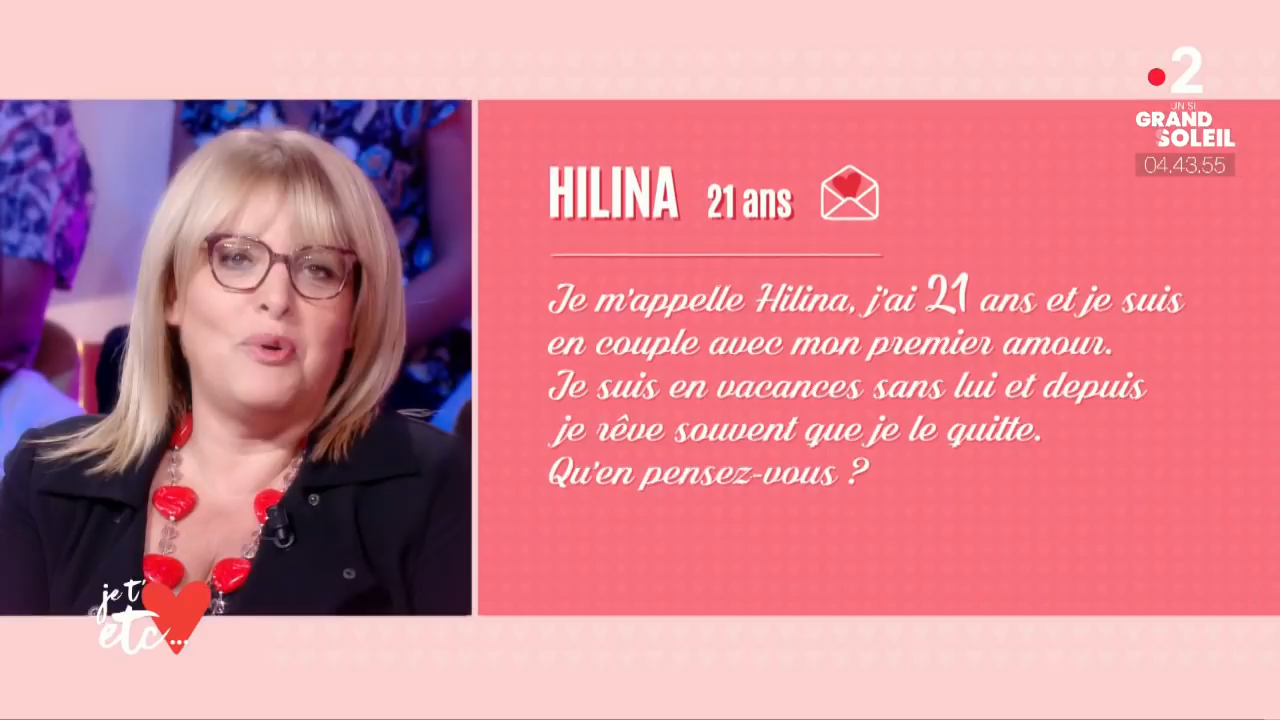 2
UN SI
GRAND
SOLEIL
04.43.55
HILINA 21 ans
Je m'appelle Hilina, j'ai 21 ans et je suis
en couple avec mon premier amour.
Je suis en vacances sans lui et depuis
je rêve souvent que je le quitte.
Qu'en pensez-vous ?
je t'
etc...